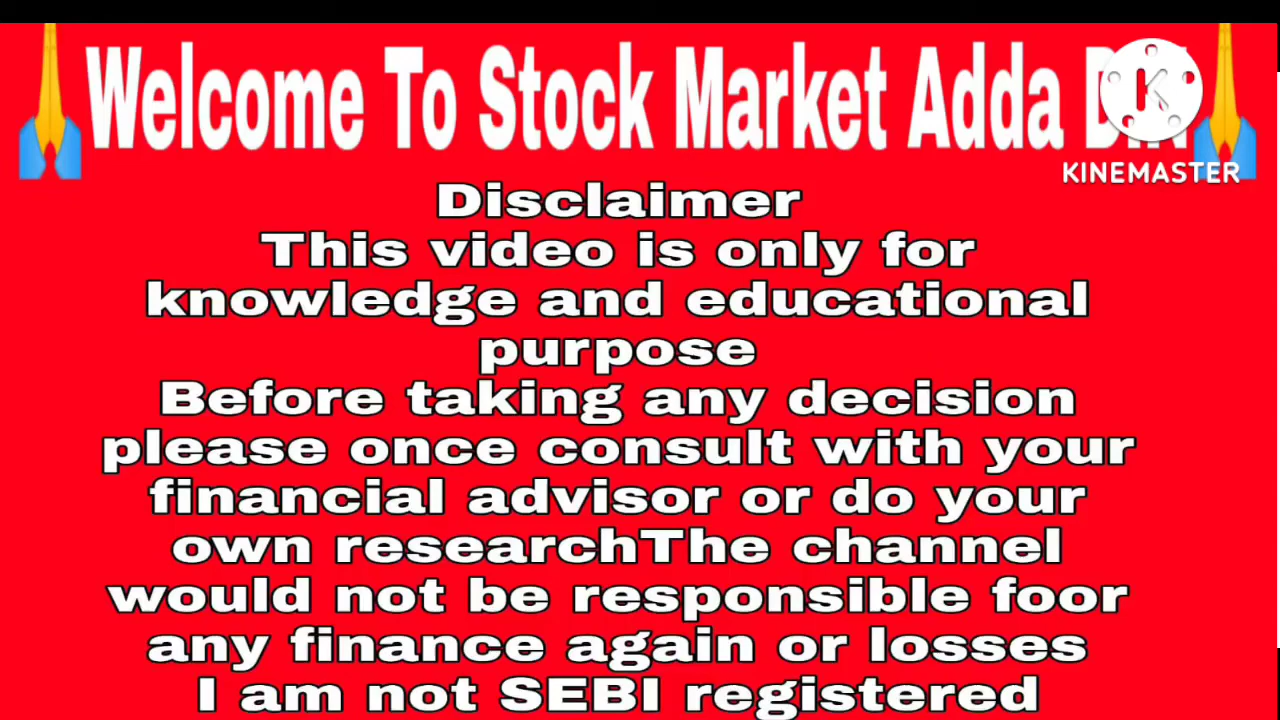 Welcome To Stock Market Adda
KINEMASTER
Disclaimer
This video is only for
knowledge and educational
purpose
Before taking any decision
please once consult with your
financial advisor or do your
own researchThe channel
would not be responsible foor
any finance again or losses
I am not SEBI registered